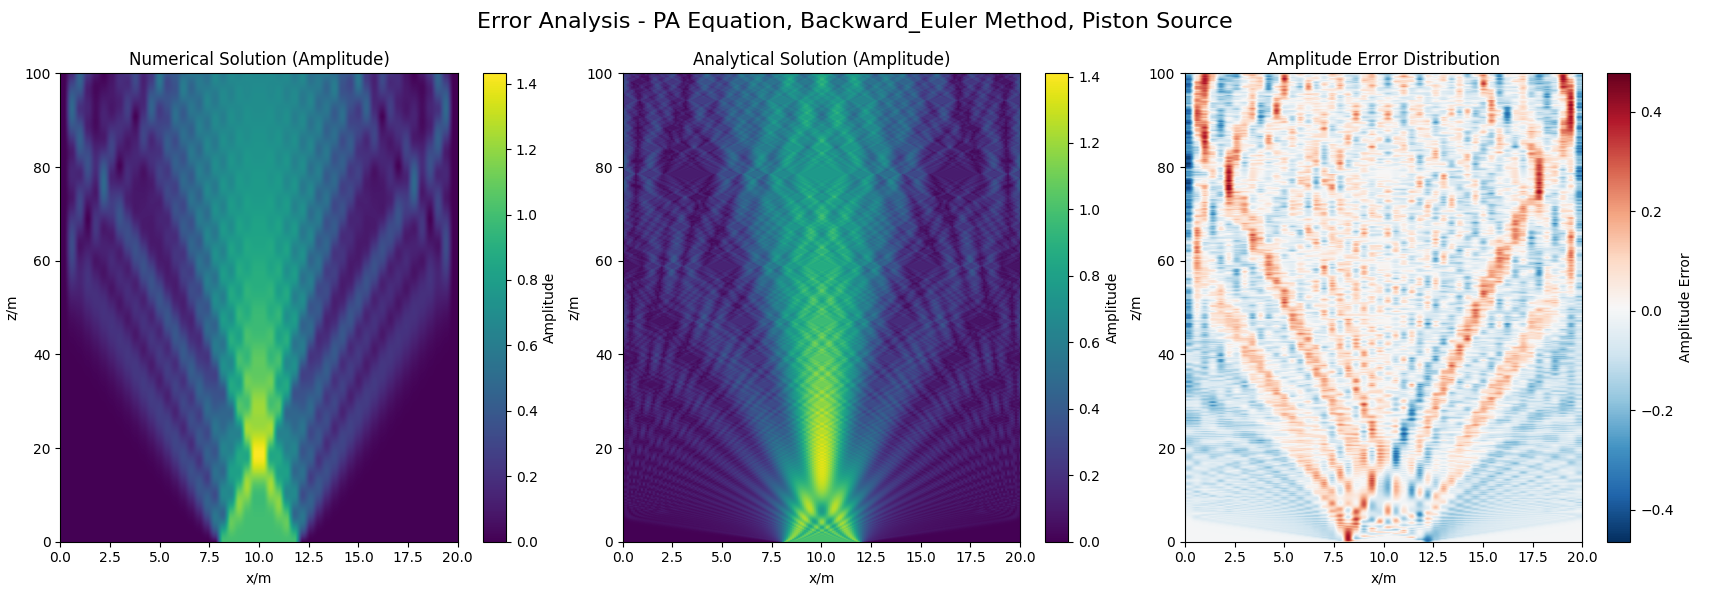 Error Analysis - PA Equation, Backward_Euler Method, Piston Source
Numerical Solution (Amplitude)
100
80
60
40
20
0
z/m
0.0 2.5 5.0 7.5 10.0 12.5 15.0 17.5 20.0
x/m
1.4
1.2
1.0
0.8
0.6
0.4
0.2
0.0
Amplitude
Analytical Solution (Amplitude)
100
80
60
40
20
0
z/m
0.0 2.5 5.0 7.5 10.0 12.5 15.0 17.5 20.0
x/m
1.4
1.2
1.0
0.8
0.6
0.4
0.2
0.0
Amplitude
Amplitude Error Distribution
100
80
60
40
20
0
z/m
0.0 2.5 5.0 7.5 10.0 12.5 15.0 17.5 20.0
x/m
0.4
0.2
0.0
−0.2
−0.4
Amplitude Error